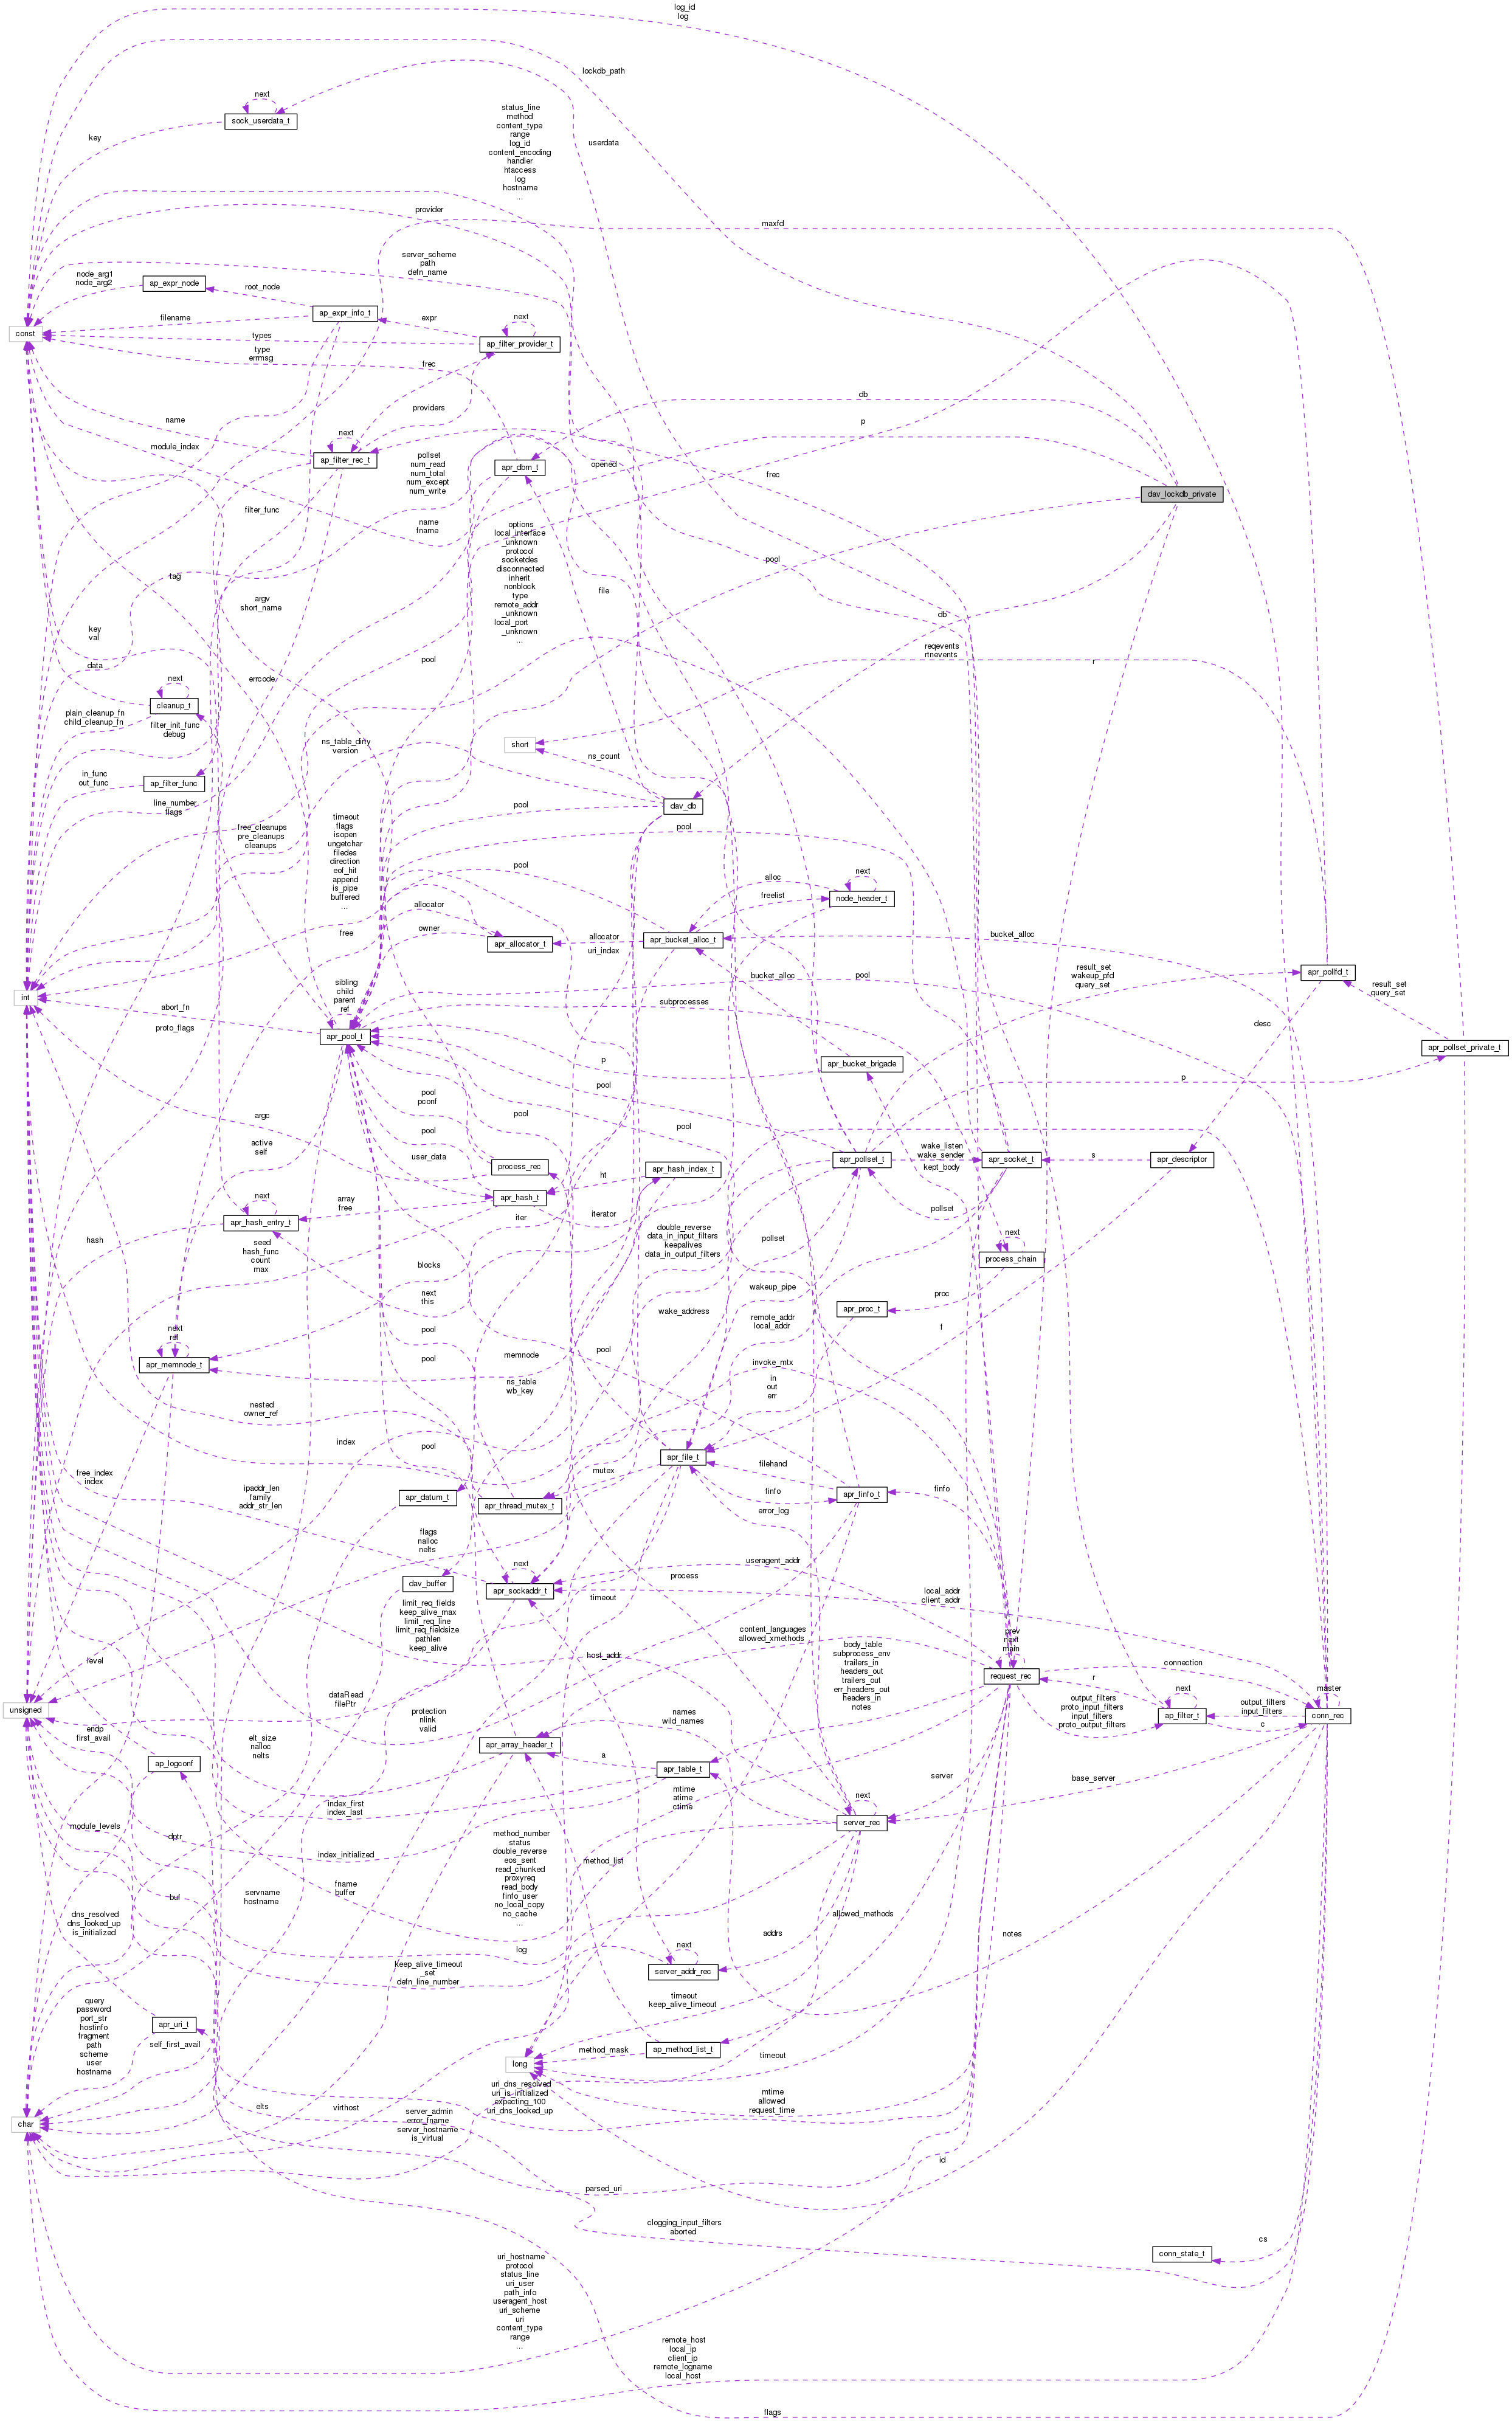 log_id
log
lockdb_path
next
sock_userdata_t
status_line
method
content_type
range
log_id
content_encoding
handler
htaccess
log
hostname
...
key
userdata
provider
maxfd
server_scheme
path
defn_name
node_arg1
node_arg2
ap_expr_node
root_node
ap_expr_info_t
filename
expr
next
const
types
ap_filter_provider_t
type
errmsg
frec
db
providers
p
name
next
module_index
ap_filter_rec_t
pollset
num_read
num_total
num_except
num_write
apr_dbm_t
opened
frec
dav_lockdb_private
filter_func
name
fname
options
local_interface
_unknown
protocol
socketdes
disconnected
inherit
nonblock
type
remote_addr
_unknown
local_port
_unknown
...
pool
tag
file
argv
short_name
db
key
val
reqevents
rtnevents
data
pool
r
next
errcode
cleanup_t
plain_cleanup_fn
child_cleanup_fn
filter_init_func
debug
ns_table_dirty
version
short
ns_count
in_func
out_func
ap_filter_func
line_number
flags
pool
dav_db
timeout
flags
isopen
ungetchar
filedes
direction
eof_hit
append
is_pipe
buffered
...
free_cleanups
pre_cleanups
cleanups
pool
pool
alloc
next
allocator
freelist
node_header_t
free
owner
apr_allocator_t
allocator
uri_index
apr_bucket_alloc_t
bucket_alloc
apr_pollfd_t
bucket_alloc
pool
result_set
wakeup_pfd
query_set
result_set
query_set
sibling
child
parent
ref
int
abort_fn
subprocesses
proto_flags
apr_pool_t
desc
apr_pollset_private_t
p
apr_bucket_brigade
pool
pconf
pool
p
argc
pool
pool
active
self
pool
wake_listen
wake_sender
kept_body
process_rec
user_data
apr_hash_index_t
ht
apr_pollset_t
apr_socket_t
s
apr_descriptor
next
array
free
apr_hash_t
apr_hash_entry_t
iter
iterator
pollset
hash
seed
hash_func
count
max
double_reverse
data_in_input_filters
keepalives
data_in_output_filters
pollset
next
process_chain
blocks
next
this
wakeup_pipe
proc
wake_address
apr_proc_t
remote_addr
local_addr
f
next
ref
apr_memnode_t
pool
pool
memnode
pool
invoke_mtx
in
out
err
ns_table
wb_key
nested
owner_ref
index
pool
apr_file_t
filehand
free_index
index
mutex
ipaddr_len
family
addr_str_len
apr_datum_t
apr_thread_mutex_t
finfo
apr_finfo_t
finfo
error_log
flags
nalloc
nelts
next
useragent_addr
dav_buffer
apr_sockaddr_t
process
local_addr
client_addr
limit_req_fields
keep_alive_max
limit_req_line
limit_req_fieldsize
pathlen
keep_alive
timeout
content_languages
allowed_xmethods
prev
next
main
level
host_addr
body_table
subprocess_env
trailers_in
headers_out
trailers_out
err_headers_out
headers_in
notes
connection
request_rec
r
next
master
dataRead
filePtr
unsigned
protection
nlink
valid
names
wild_names
output_filters
proto_input_filters
input_filters
proto_output_filters
ap_filter_t
output_filters
input_filters
c
conn_rec
endp
first_avail
elt_size
nalloc
nelts
apr_array_header_t
a
ap_logconf
apr_table_t
server
base_server
mtime
atime
ctime
next
index_first
index_last
server_rec
module_levels
dptr
index_initialized
method_number
status
double_reverse
eos_sent
read_chunked
proxyreq
read_body
finfo_user
no_local_copy
no_cache
...
method_list
fname
buffer
buf
servname
hostname
dns_resolved
dns_looked_up
is_initialized
allowed_methods
log
addrs
notes
next
keep_alive_timeout
_set
defn_line_number
server_addr_rec
timeout
keep_alive_timeout
query
password
port_str
hostinfo
fragment
path
scheme
user
hostname
apr_uri_t
self_first_avail
ap_method_list_t
method_mask
long
timeout
uri_dns_resolved
uri_is_initialized
expecting_100
uri_dns_looked_up
mtime
allowed
request_time
char
elts
virthost
server_admin
error_fname
server_hostname
is_virtual
id
parsed_uri
clogging_input_filters
aborted
cs
conn_state_t
uri_hostname
protocol
status_line
uri_user
path_info
useragent_host
uri_scheme
uri
content_type
range
...
remote_host
local_ip
client_ip
remote_logname
local_host
flags